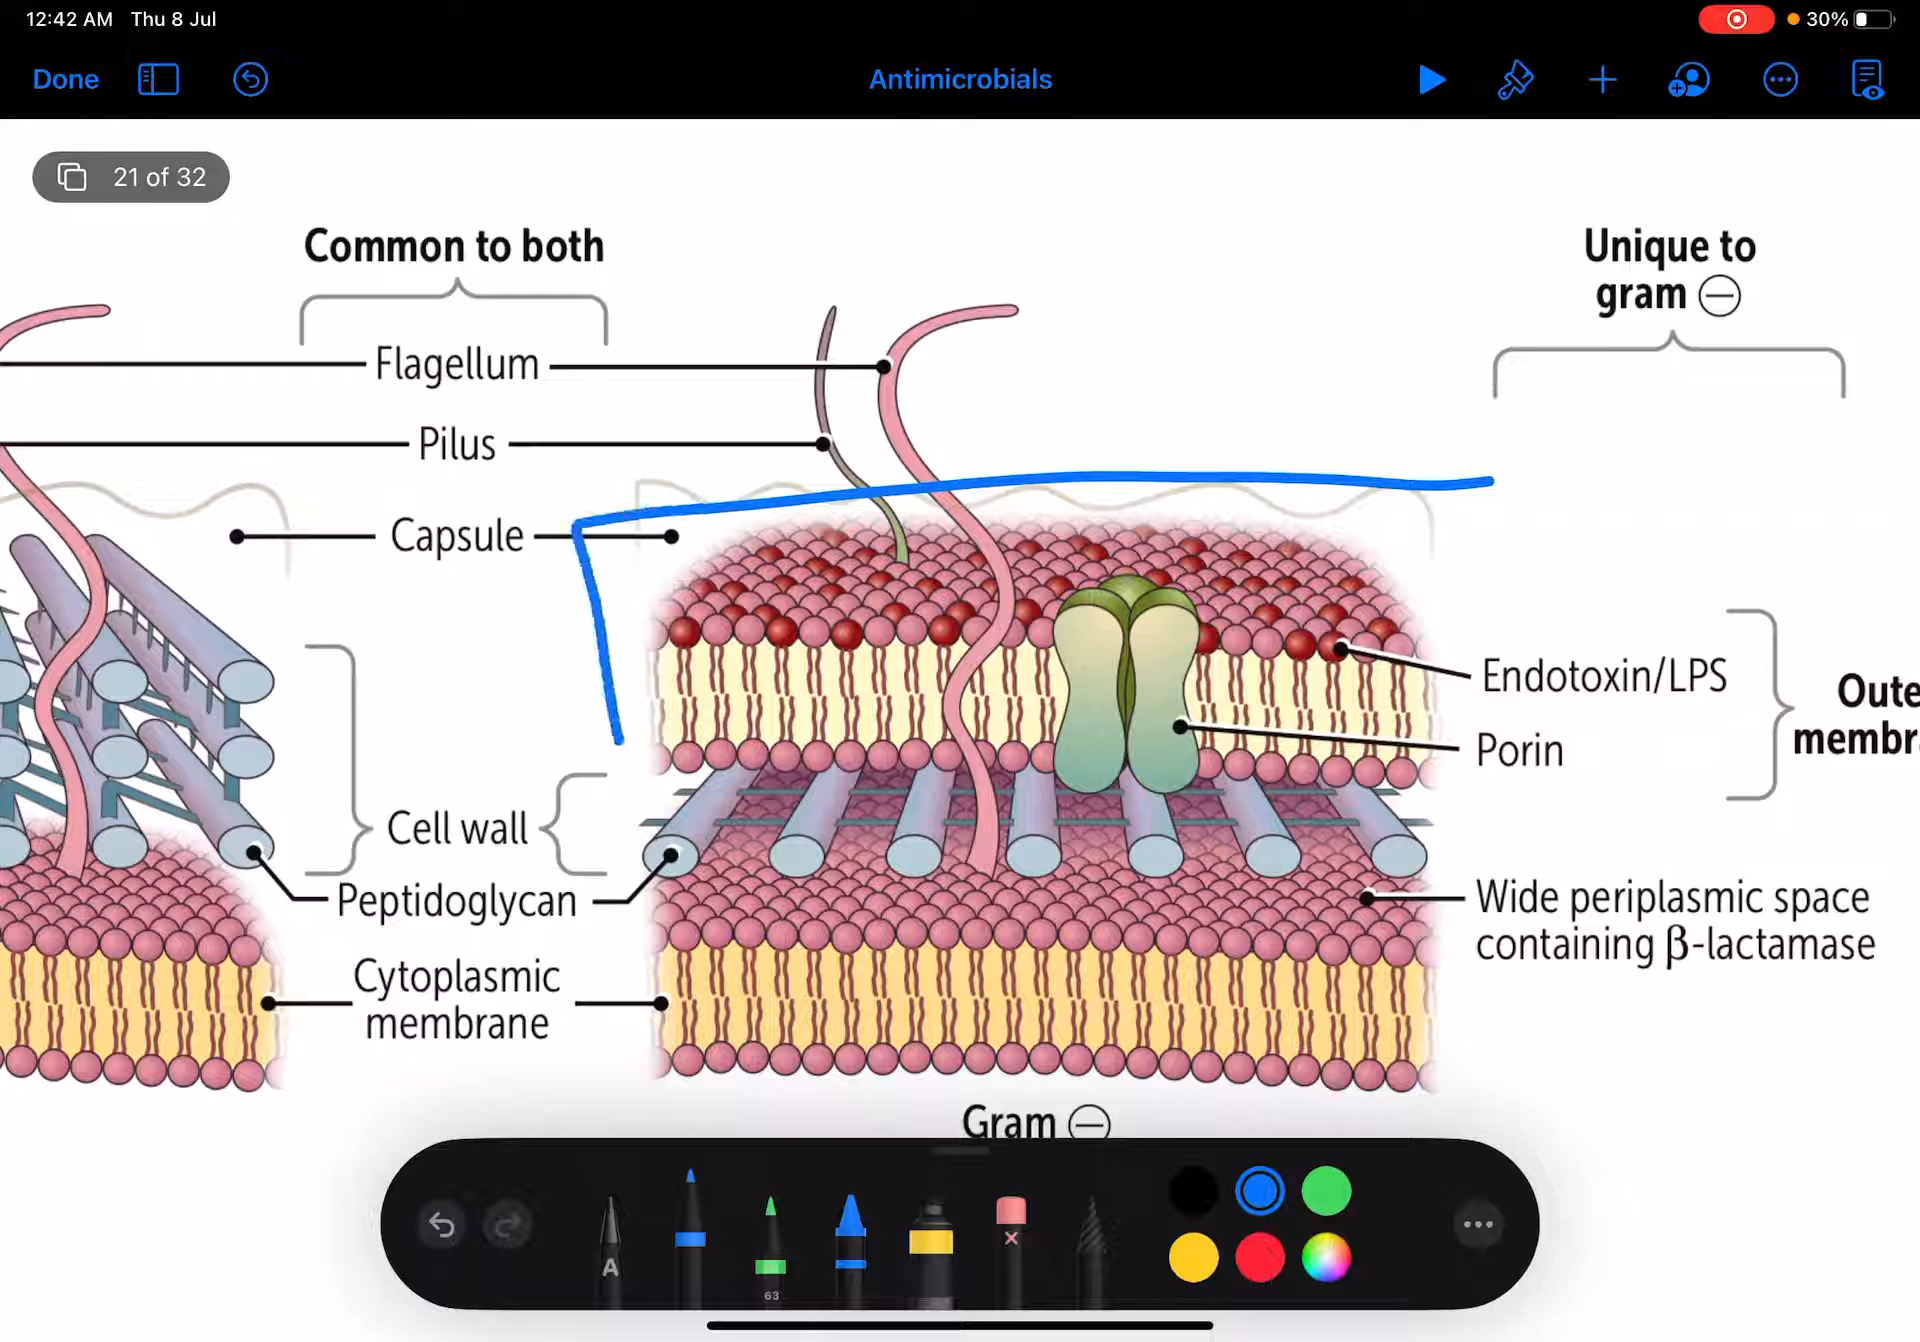 12:42 AM Thu 8 Jul
30%
Done
Antimicrobials
21 of 32
Common to both
Unique to
gram ⊖
Flagellum
Pilus
Capsule
Endotoxin/LPS
Porin
Oute
membr
Cell wall
Peptidoglycan
Wide periplasmic space
containing β-lactamase
Cytoplasmic
membrane
Gram ⊖
A
63